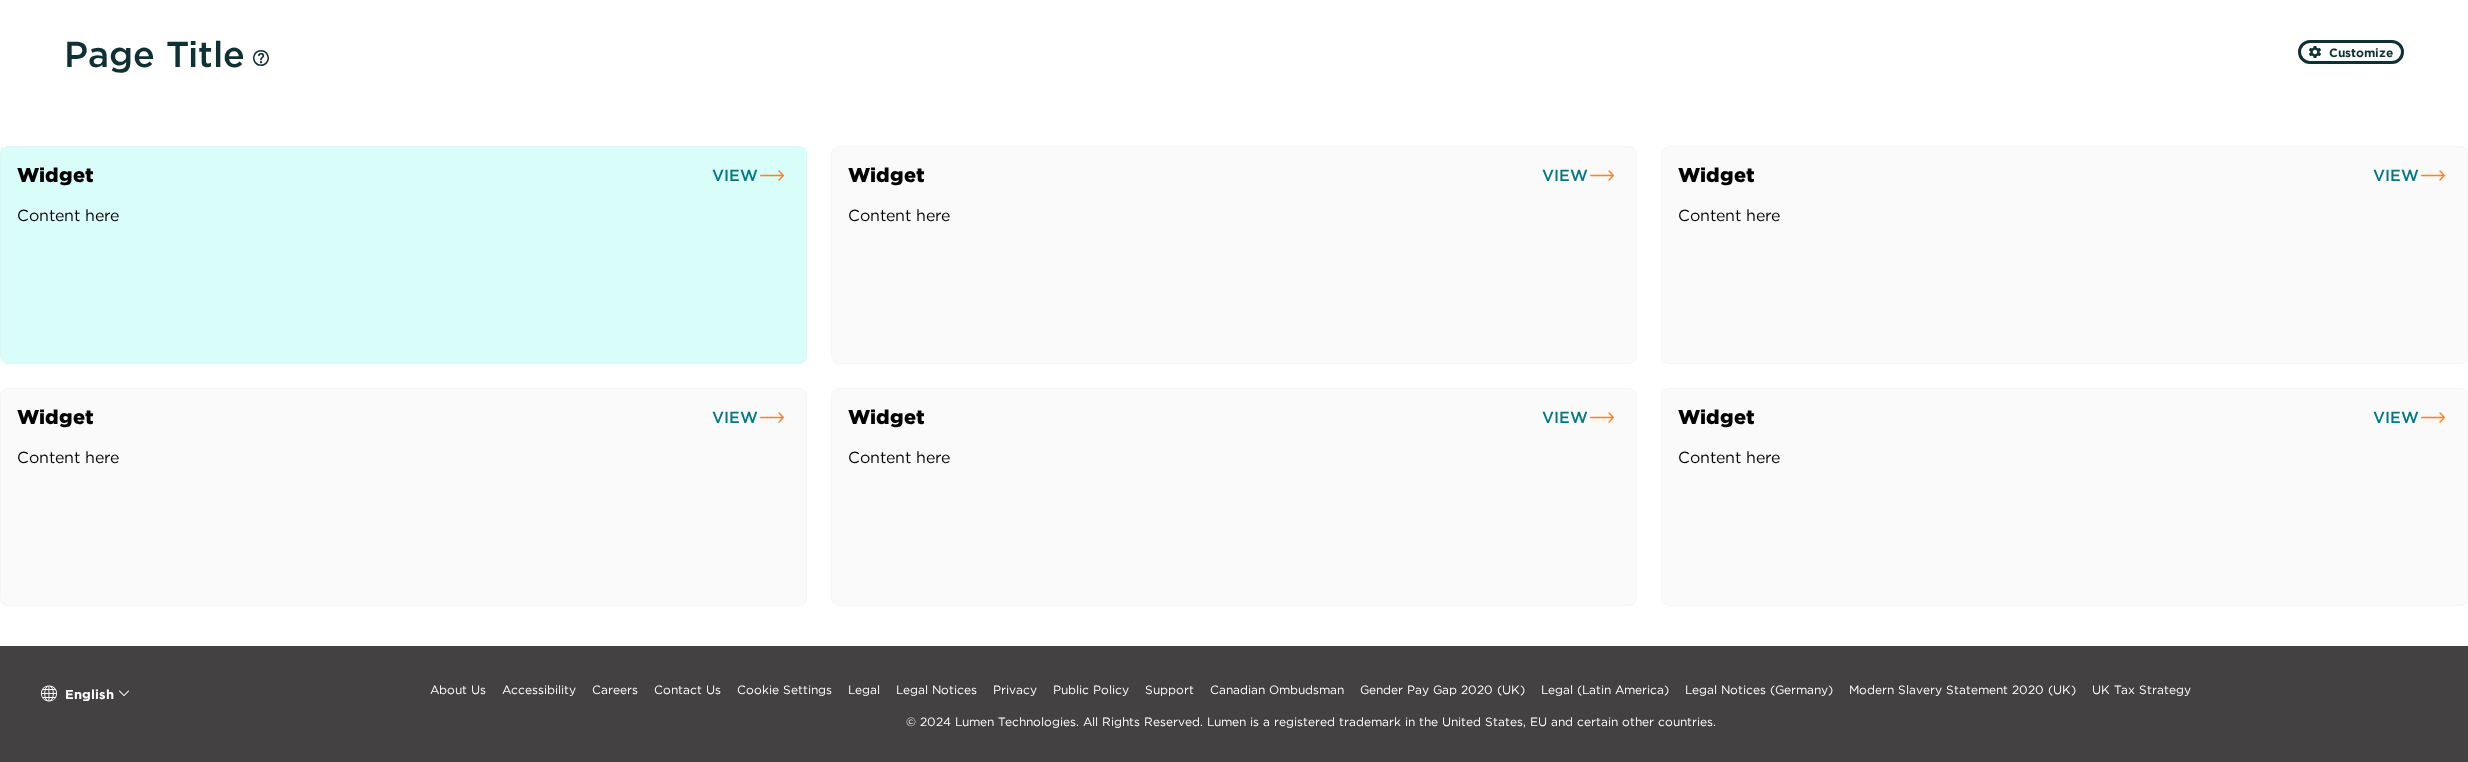 Page Title
Customize
Widget VIEW
Content here
Widget VIEW
Content here
Widget VIEW
Content here
Widget VIEW
Content here
Widget VIEW
Content here
Widget VIEW
Content here
English
About Us Accessibility Careers Contact Us Cookie Settings Legal Legal Notices Privacy Public Policy Support Canadian Ombudsman Gender Pay Gap 2020 (UK) Legal (Latin America) Legal Notices (Germany) Modern Slavery Statement 2020 (UK) UK Tax Strategy
© 2024 Lumen Technologies. All Rights Reserved. Lumen is a registered trademark in the United States, EU and certain other countries.